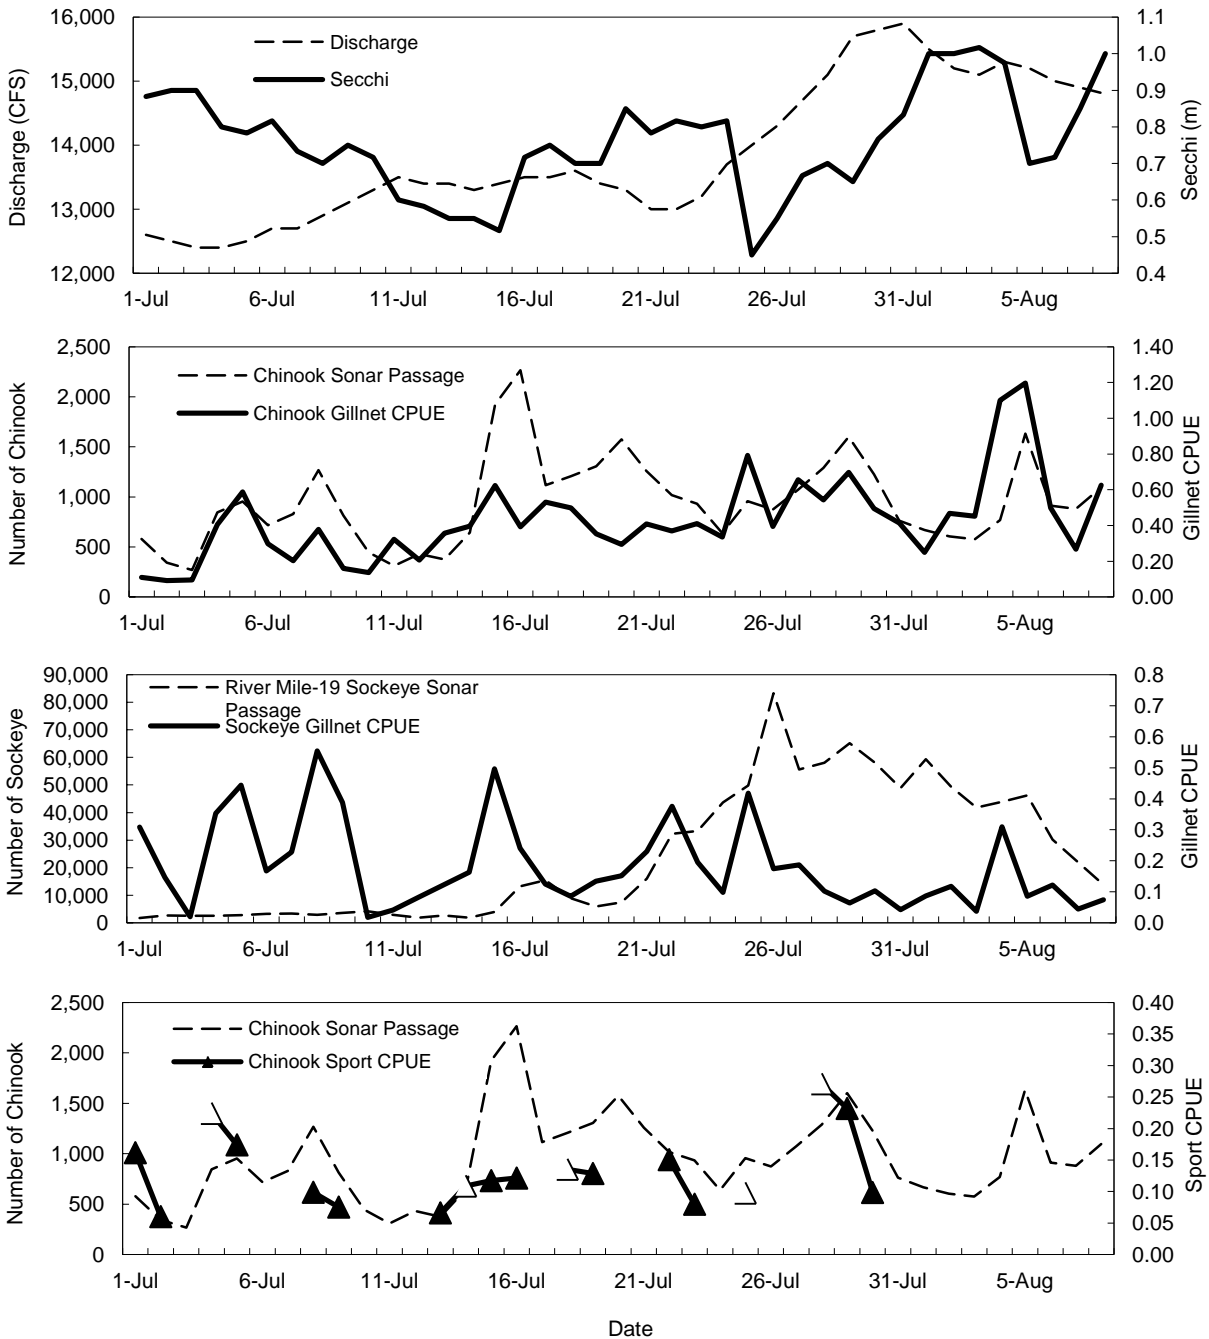 16,000
15,000
14,000
13,000
12,000
Discharge (CFS)
Discharge
Secchi
1.1
1.0
0.9
0.8
0.7
0.6
0.5
0.4
Secchi (m)
1-Jul 6-Jul 11-Jul 16-Jul 21-Jul 26-Jul 31-Jul 5-Aug
2,500
2,000
1,500
1,000
500
0
Number of Chinook
Chinook Sonar Passage
Chinook Gillnet CPUE
1.40
1.20
1.00
0.80
0.60
0.40
0.20
0.00
Gillnet CPUE
1-Jul 6-Jul 11-Jul 16-Jul 21-Jul 26-Jul 31-Jul 5-Aug
90,000
80,000
70,000
60,000
50,000
40,000
30,000
20,000
10,000
0
Number of Sockeye
River Mile-19 Sockeye Sonar
Passage
Sockeye Gillnet CPUE
0.8
0.7
0.6
0.5
0.4
0.3
0.2
0.1
0.0
Gillnet CPUE
1-Jul 6-Jul 11-Jul 16-Jul 21-Jul 26-Jul 31-Jul 5-Aug
2,500
2,000
1,500
1,000
500
0
Number of Chinook
Chinook Sonar Passage
Chinook Sport CPUE
0.40
0.35
0.30
0.25
0.20
0.15
0.10
0.05
0.00
Sport CPUE
1-Jul 6-Jul 11-Jul 16-Jul 21-Jul 26-Jul 31-Jul 5-Aug
Date